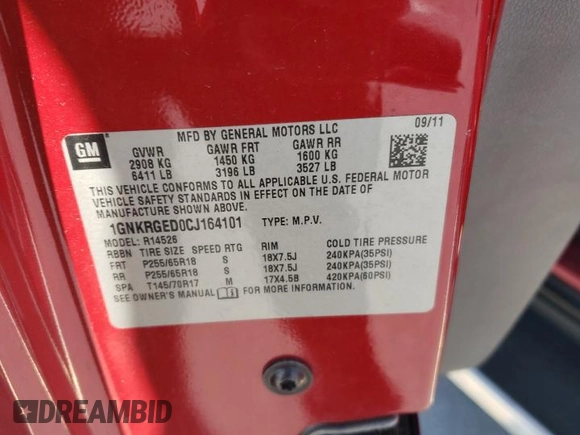 09/11
MFD BY GENERAL MOTORS LLC
GM
GVWR GAWR FRT GAWR RR
2908 KG 1450 KG 1600 KG
6411 LB 3196 LB 3527 LB
THIS VEHICLE CONFORMS TO ALL APPLICABLE U.S. FEDERAL MOTOR
VEHICLE SAFETY STANDARDS IN EFFECT ON THE DATE OF
MANUFACTURE SHOWN ABOVE.
1GNKRGED0CJ164101 TYPE: M.P.V.
MODEL: R14526
RBBN TIRE SIZE SPEED RTG RIM COLD TIRE PRESSURE
FRT P255/65R18 S 18X7.5J 240KPA(35PSI)
RR P255/65R18 S 18X7.5J 240KPA(35PSI)
SPA T145/70R17 M 17X4.5B 420KPA(60PSI)
SEE OWNER'S MANUAL FOR MORE INFORMATION.
DREAMBID